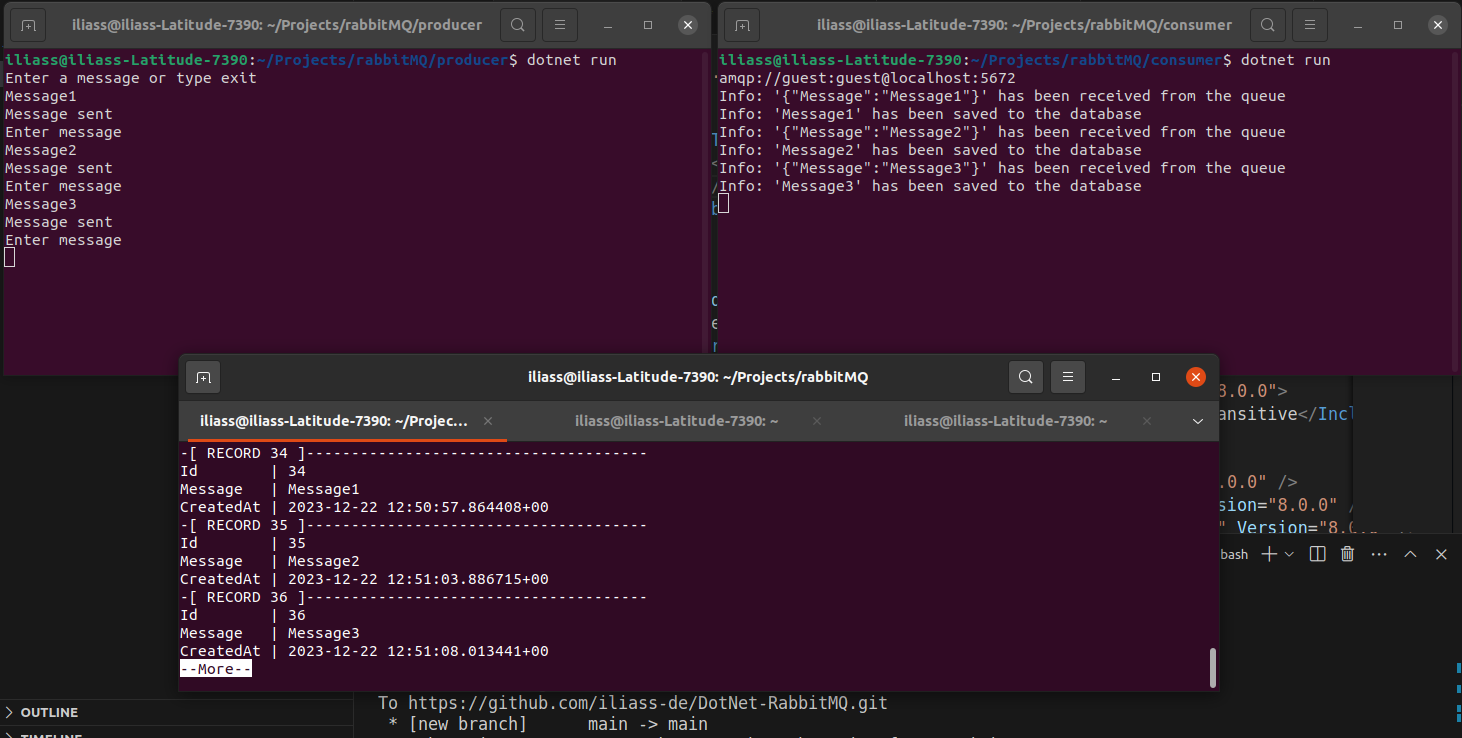 iliass@iliass-Latitude-7390: ~/Projects/rabbitMQ/producer
iliass@iliass-Latitude-7390:~/Projects/rabbitMQ/producer$ dotnet run
Enter a message or type exit
Message1
Message sent
Enter message
Message2
Message sent
Enter message
Message3
Message sent
Enter message
iliass@iliass-Latitude-7390: ~/Projects/rabbitMQ/consumer
iliass@iliass-Latitude-7390:~/Projects/rabbitMQ/consumer$ dotnet run
amqp://guest:guest@localhost:5672
Info: '{"Message":"Message1"}' has been received from the queue
Info: 'Message1' has been saved to the database
Info: '{"Message":"Message2"}' has been received from the queue
Info: 'Message2' has been saved to the database
Info: '{"Message":"Message3"}' has been received from the queue
Info: 'Message3' has been saved to the database
iliass@iliass-Latitude-7390: ~/Projects/rabbitMQ
iliass@iliass-Latitude-7390: ~/Projec... iliass@iliass-Latitude-7390: ~ iliass@iliass-Latitude-7390: ~
-[ RECORD 34 ]--------------------------------------
Id        | 34
Message   | Message1
CreatedAt | 2023-12-22 12:50:57.864408+00
-[ RECORD 35 ]--------------------------------------
Id        | 35
Message   | Message2
CreatedAt | 2023-12-22 12:51:03.886715+00
-[ RECORD 36 ]--------------------------------------
Id        | 36
Message   | Message3
CreatedAt | 2023-12-22 12:51:08.013441+00
--More--
8.0.0">
ansitive</Incl
.0.0" />
sion="8.0.0" /
" Version="8.0.0"
bash
OUTLINE
TIMELINE
To https://github.com/iliass-de/DotNet-RabbitMQ.git
 * [new branch]      main -> main